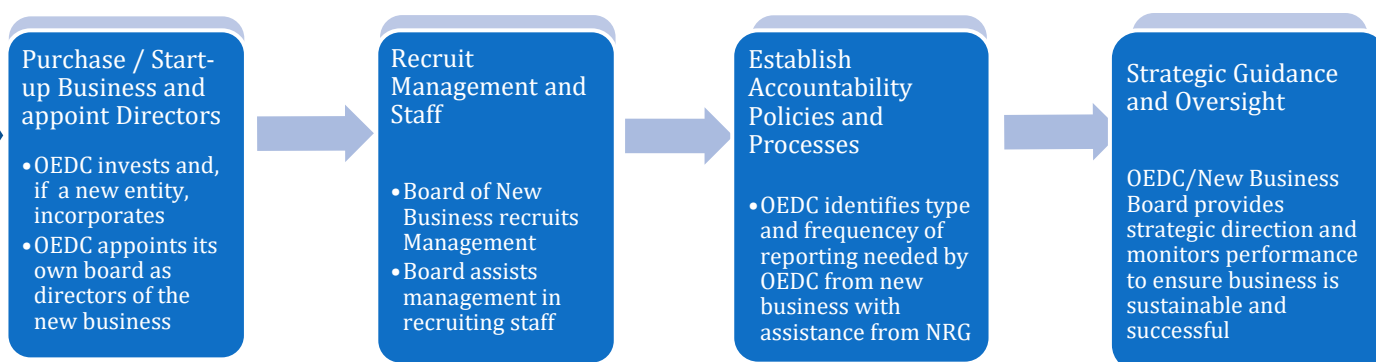 Purchase / Start-
up Business and
appoint Directors
•OEDC invests and,
if a new entity,
incorporates
•OEDC appoints its
own board as
directors of the
new business
Recruit
Management and
Staff
•Board of New
Business recruits
Management
•Board assists
management in
recruiting staff
Establish
Accountability
Policies and
Processes
•OEDC identifies type
and frequencey of
reporting needed by
OEDC from new
business with
assistance from NRG
Strategic Guidance
and Oversight
OEDC/New Business
Board provides
strategic direction and
monitors performance
to ensure business is
sustainable and
successful